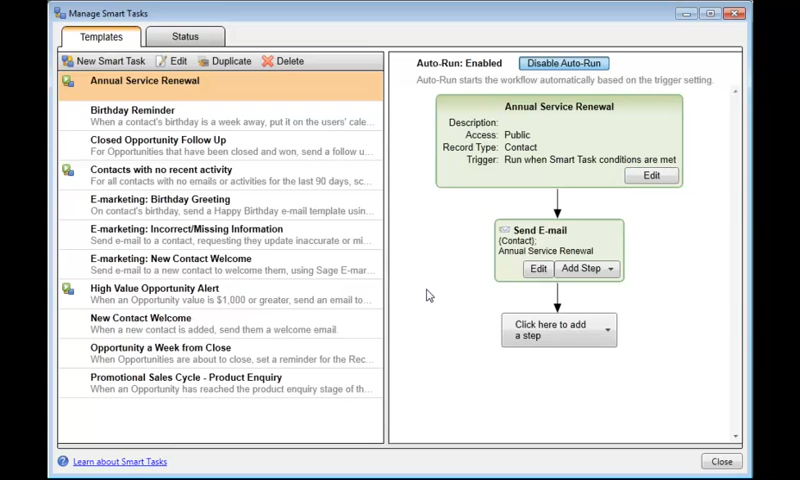 Manage Smart Tasks
Templates
Status
New Smart Task
Edit
Duplicate
Delete
Annual Service Renewal
Birthday Reminder
When a contact's birthday is a week away, put it on the users' cale...
Closed Opportunity Follow Up
For Opportunities that have been closed and won, send a follow u...
Contacts with no recent activity
For all contacts with no emails or activities for the last 90 days, sc...
E-marketing: Birthday Greeting
On contact's birthday, send a Happy Birthday e-mail template usin...
E-marketing: Incorrect/Missing Information
Send e-mail to a contact, requesting they update inaccurate or mi...
E-marketing: New Contact Welcome
Send e-mail to a new contact to welcome them, using Sage E-mar...
High Value Opportunity Alert
When an Opportunity value is $1,000 or greater, send an email to...
New Contact Welcome
When a new contact is added, send them a welcome email.
Opportunity a Week from Close
When Opportunities are about to close, set a reminder for the Rec...
Promotional Sales Cycle - Product Enquiry
When an Opportunity has reached the product enquiry stage of th...
Auto-Run: Enabled
Disable Auto-Run
Auto-Run starts the workflow automatically based on the trigger setting.
Annual Service Renewal
Description:
Access: Public
Record Type: Contact
Trigger: Run when Smart Task conditions are met
Edit
Send E-mail
{Contact};
Annual Service Renewal
Edit
Add Step
Click here to add
a step
Learn about Smart Tasks
Close